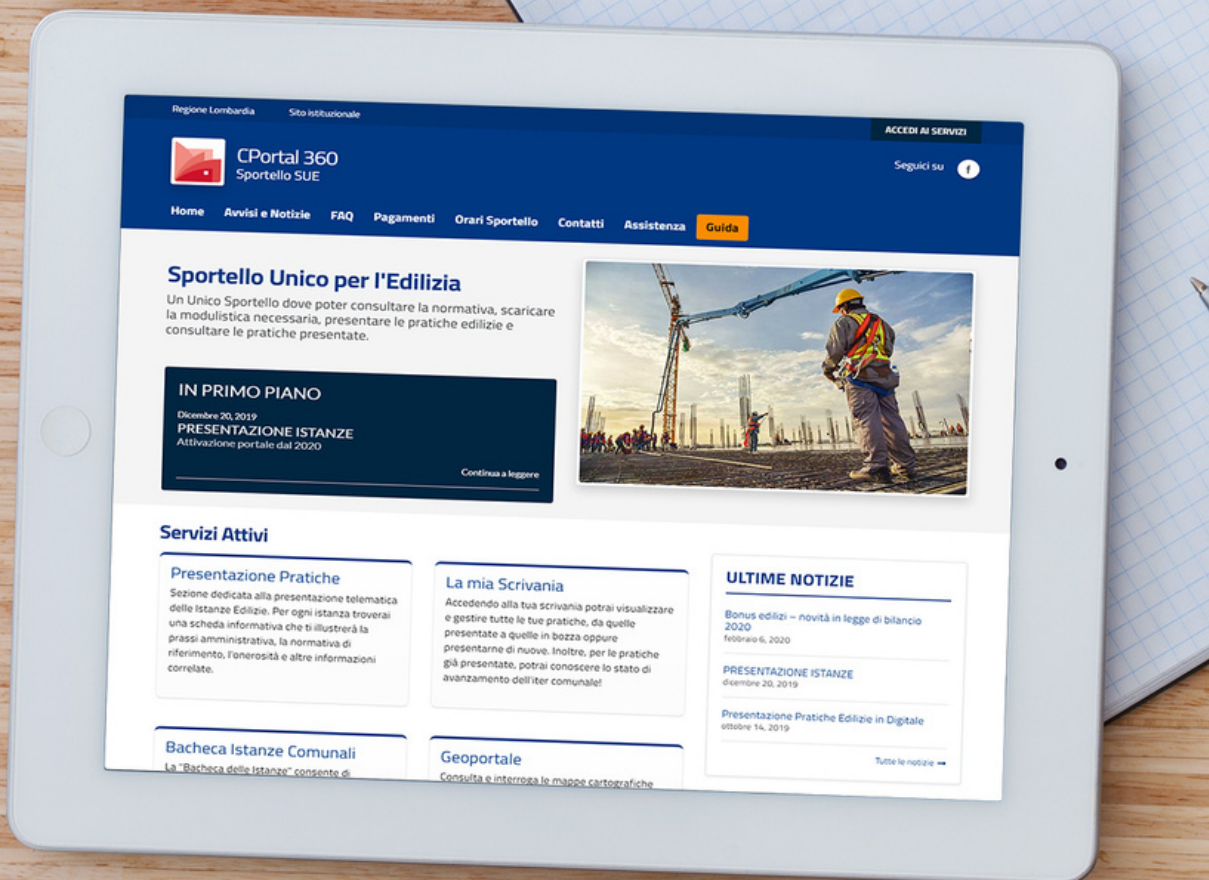 Regione Lombardia
Sito istituzionale
ACCEDI AI SERVIZI
CPortal 360
Sportello SUE
Seguici su
f
Home
Avvisi e Notizie
FAQ
Pagamenti
Orari Sportello
Contatti
Assistenza
Guida
Sportello Unico per l'Edilizia
Un Unico Sportello dove poter consultare la normativa, scaricare
la modulistica necessaria, presentare le pratiche edilizie e
consultare le pratiche presentate.
IN PRIMO PIANO
Dicembre 20, 2019
PRESENTAZIONE ISTANZE
Attivazione portale dal 2020
Continua a leggere
Servizi Attivi
Presentazione Pratiche
Sezione dedicata alla presentazione telematica
delle Istanze Edilizie. Per ogni istanza troverai
una scheda informativa che ti illustrerà la
prassi amministrativa, la normativa di
riferimento, l'onerosità e altre informazioni
correlate.
La mia Scrivania
Accedendo alla tua scrivania potrai visualizzare
e gestire tutte le tue pratiche, da quelle
presentate a quelle in bozza oppure
presentarne di nuove. Inoltre, per le pratiche
già presentate, potrai conoscere lo stato di
avanzamento dell'iter comunale!
ULTIME NOTIZIE
Bonus edilizi – novità in legge di bilancio
2020
febbraio 6, 2020
PRESENTAZIONE ISTANZE
dicembre 20, 2019
Presentazione Pratiche Edilizie in Digitale
ottobre 14, 2019
Tutte le notizie →
Bacheca Istanze Comunali
La "Bacheca delle Istanze" consente di
Geoportale
Consulta e interroga le mappe cartografiche